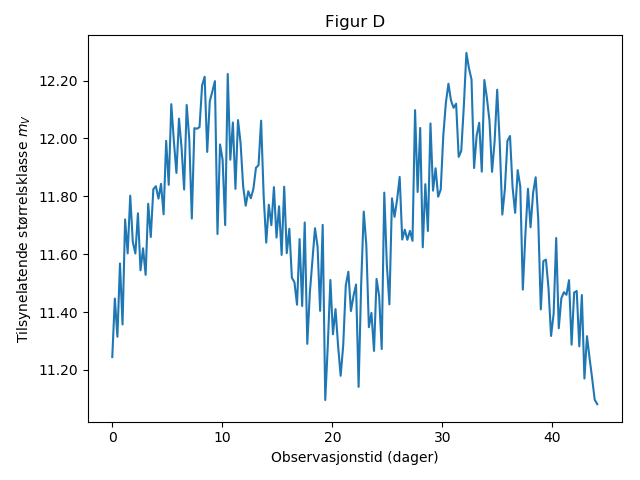 Figur D
Tilsynelatende størrelsklasse m_V
12.20
12.00
11.80
11.60
11.40
11.20
0 10 20 30 40
Observasjonstid (dager)